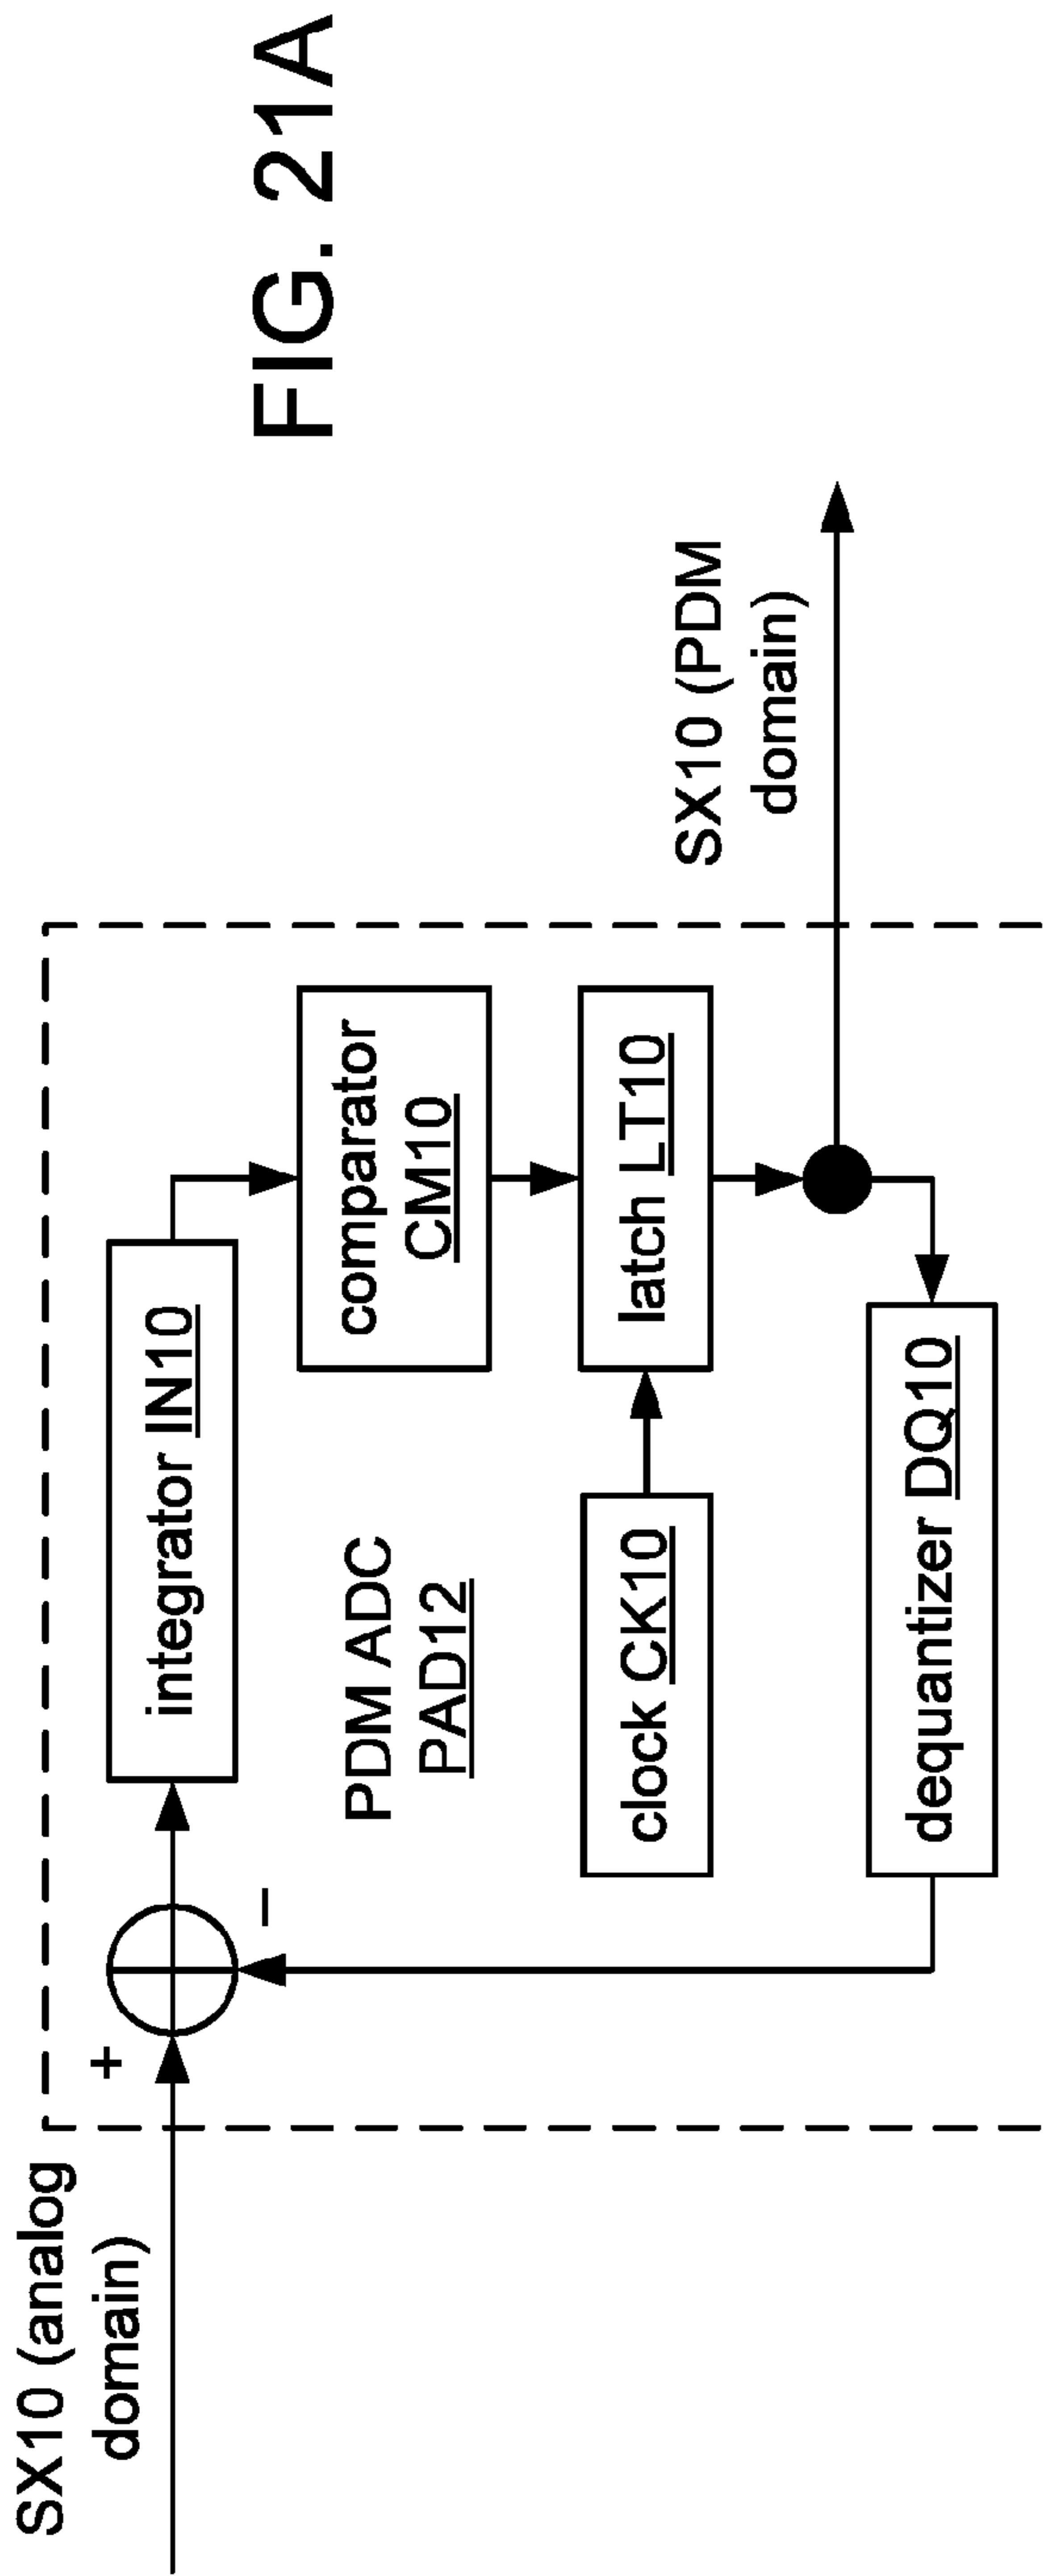 SX10 (analog
domain)
+
−
integrator IN10
comparator
CM10
PDM ADC
PAD12
clock CK10
latch LT10
dequantizer DQ10
SX10 (PDM
domain)
FIG. 21A